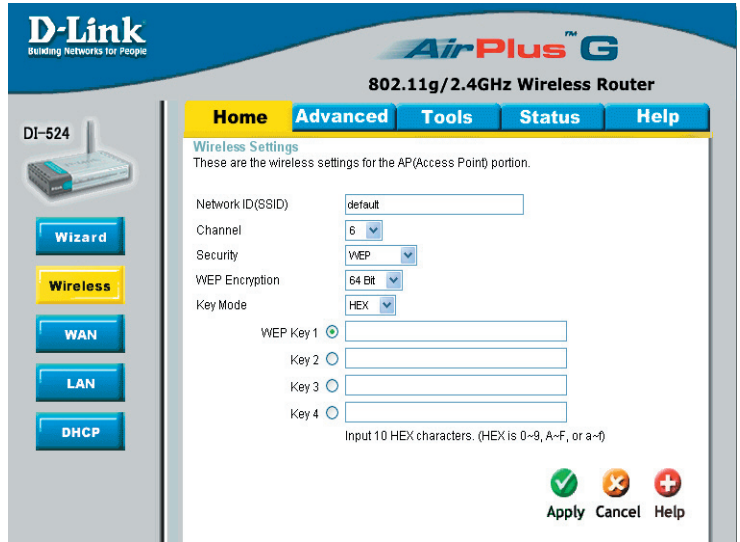 D-Link
Building Networks for People
AirPlus™ G
802.11g/2.4GHz Wireless Router
DI-524
Home Advanced Tools Status Help
Wizard
Wireless
WAN
LAN
DHCP
Wireless Settings
These are the wireless settings for the AP(Access Point) portion.
Network ID(SSID) default
Channel 6
Security WEP
WEP Encryption 64 Bit
Key Mode HEX
WEP Key 1
Key 2
Key 3
Key 4
Input 10 HEX characters. (HEX is 0~9, A~F, or a~f)
Apply Cancel Help